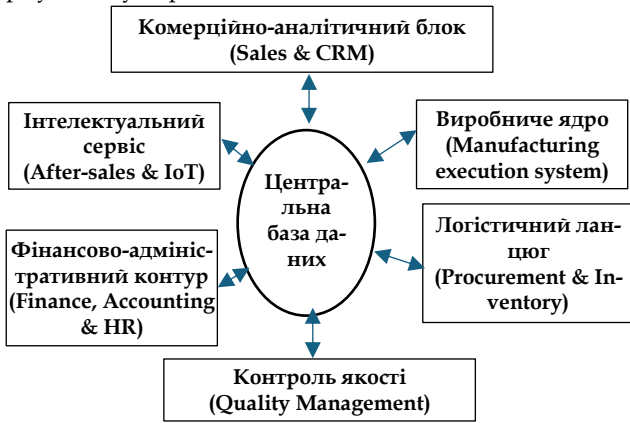 Комерційно-аналітичний блок
(Sales & CRM)
Інтелектуальний
сервіс
(After-sales & IoT)
Виробниче ядро
(Manufacturing
execution system)
Центра-
льна
база да-
них
Фінансово-адмініс-
тративний контур
(Finance, Accounting
& HR)
Логістичний лан-
цюг
(Procurement & In-
ventory)
Контроль якості
(Quality Management)